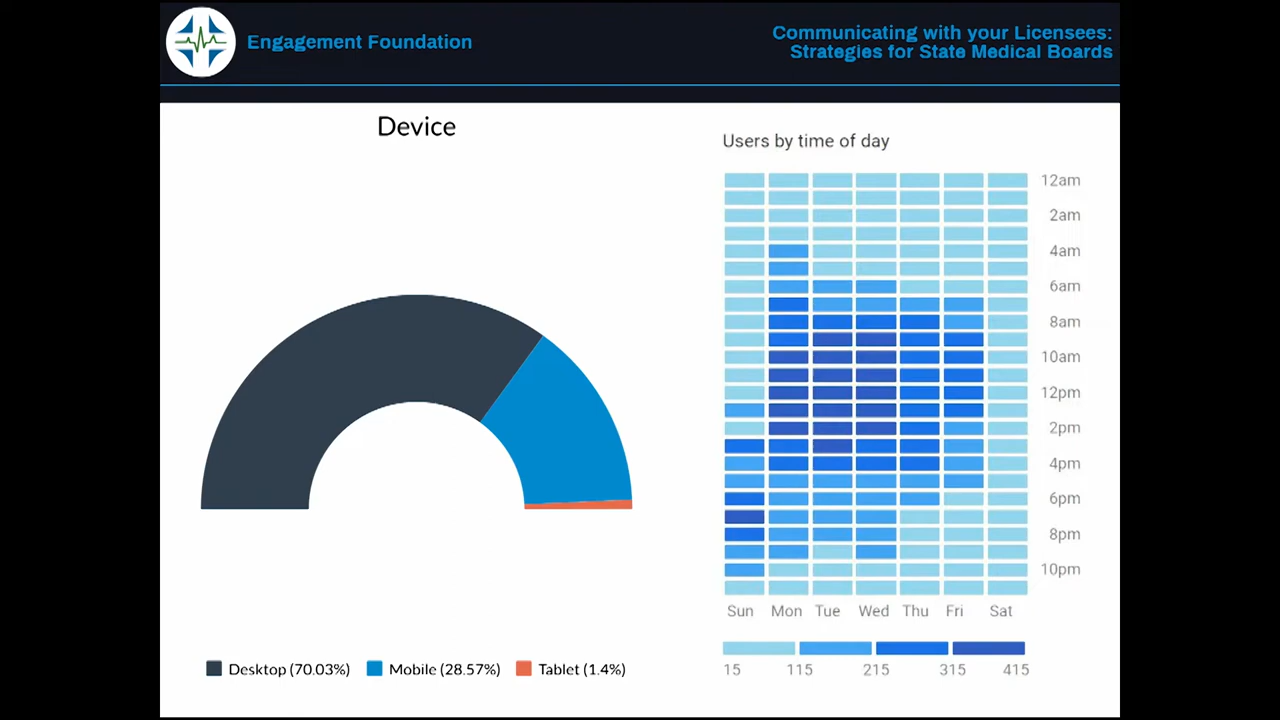 Engagement Foundation
Communicating with your Licensees:
Strategies for State Medical Boards
Device
Desktop (70.03%) Mobile (28.57%) Tablet (1.4%)
Users by time of day
12am
2am
4am
6am
8am
10am
12pm
2pm
4pm
6pm
8pm
10pm
Sun Mon Tue Wed Thu Fri Sat
15 115 215 315 415